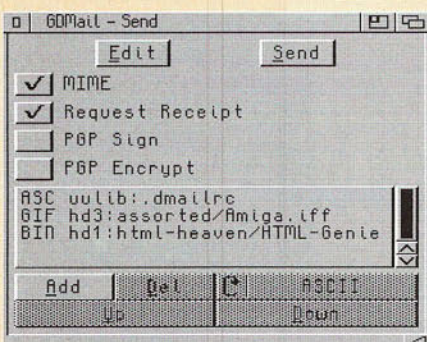 GDMail - Send
Edit Send
MIME
Request Receipt
PGP Sign
PGP Encrypt
ASC uulib:.dmailrc
GIF hd3:assorted/Amiga.iff
BIN hd1:html-heaven/HTML-Genie
Add Del ASCII
Up Down